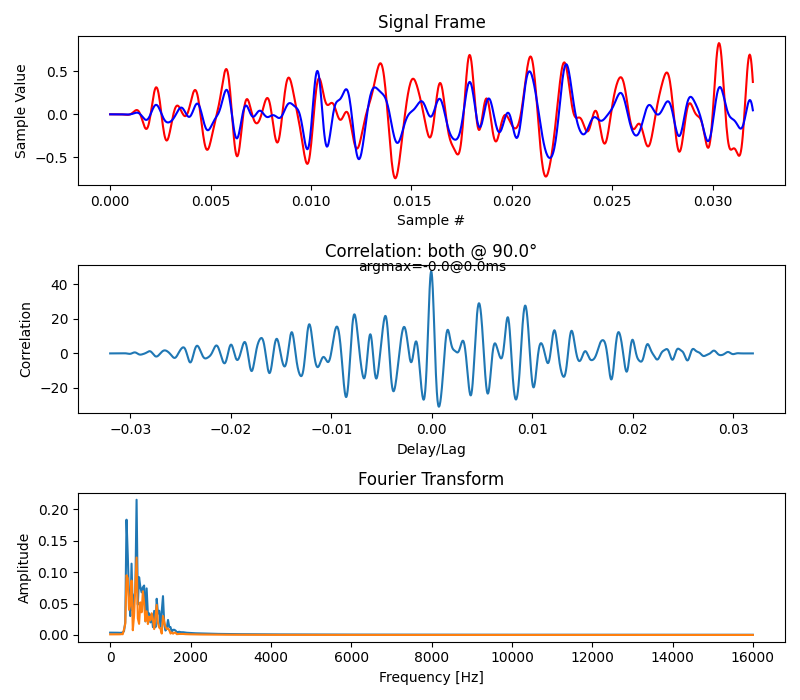 Signal Frame
Sample Value
0.5
0.0
−0.5
0.000 0.005 0.010 0.015 0.020 0.025 0.030
Sample #
Correlation: both @ 90.0°
argmax=-0.0@0.0ms
Correlation
40
20
0
−20
−0.03 −0.02 −0.01 0.00 0.01 0.02 0.03
Delay/Lag
Fourier Transform
Amplitude
0.20
0.15
0.10
0.05
0.00
0 2000 4000 6000 8000 10000 12000 14000 16000
Frequency [Hz]